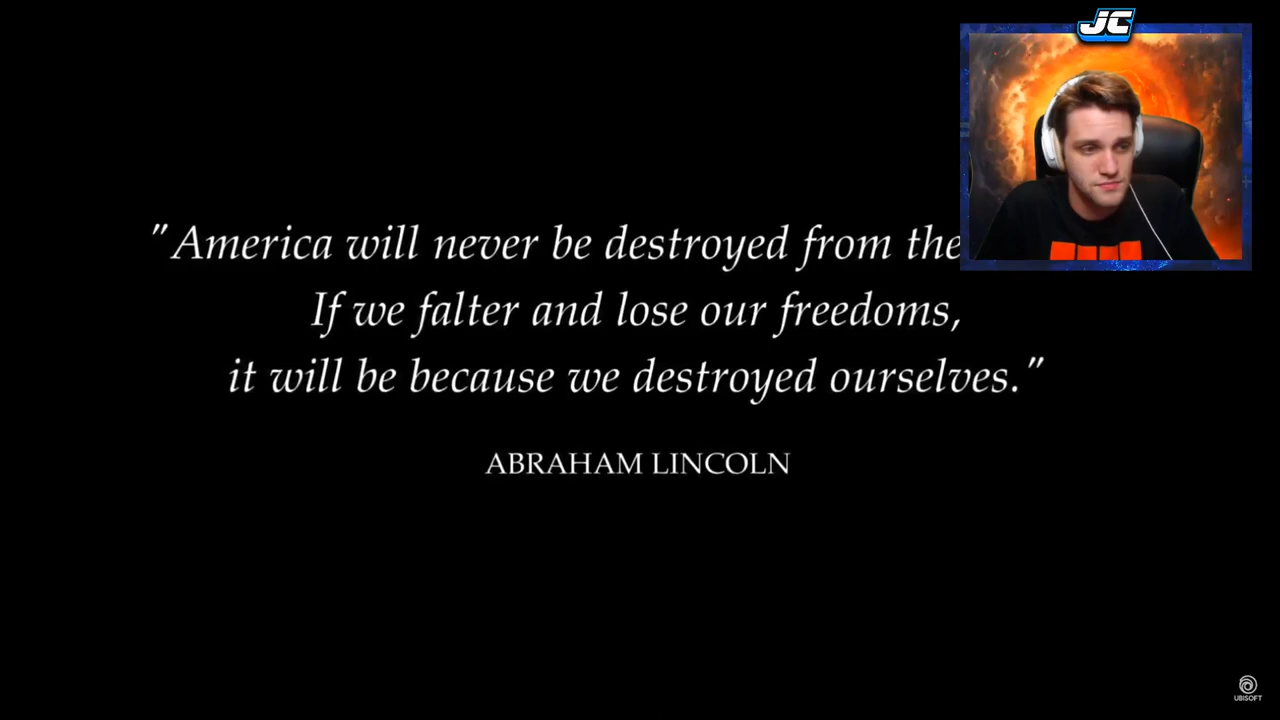 JC
"America will never be destroyed from the
If we falter and lose our freedoms,
it will be because we destroyed ourselves."
ABRAHAM LINCOLN
UBISOFT